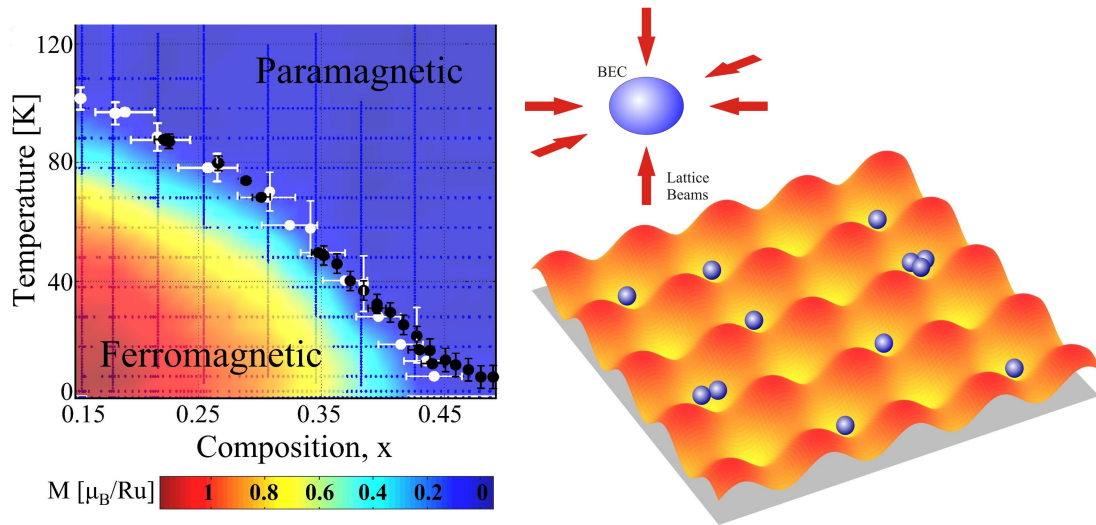 120
80
40
0
Temperature [K]
Paramagnetic
Ferromagnetic
0.15 0.25 0.35 0.45
Composition, x
M [μB/Ru] 1 0.8 0.6 0.4 0.2 0
BEC
Lattice
Beams